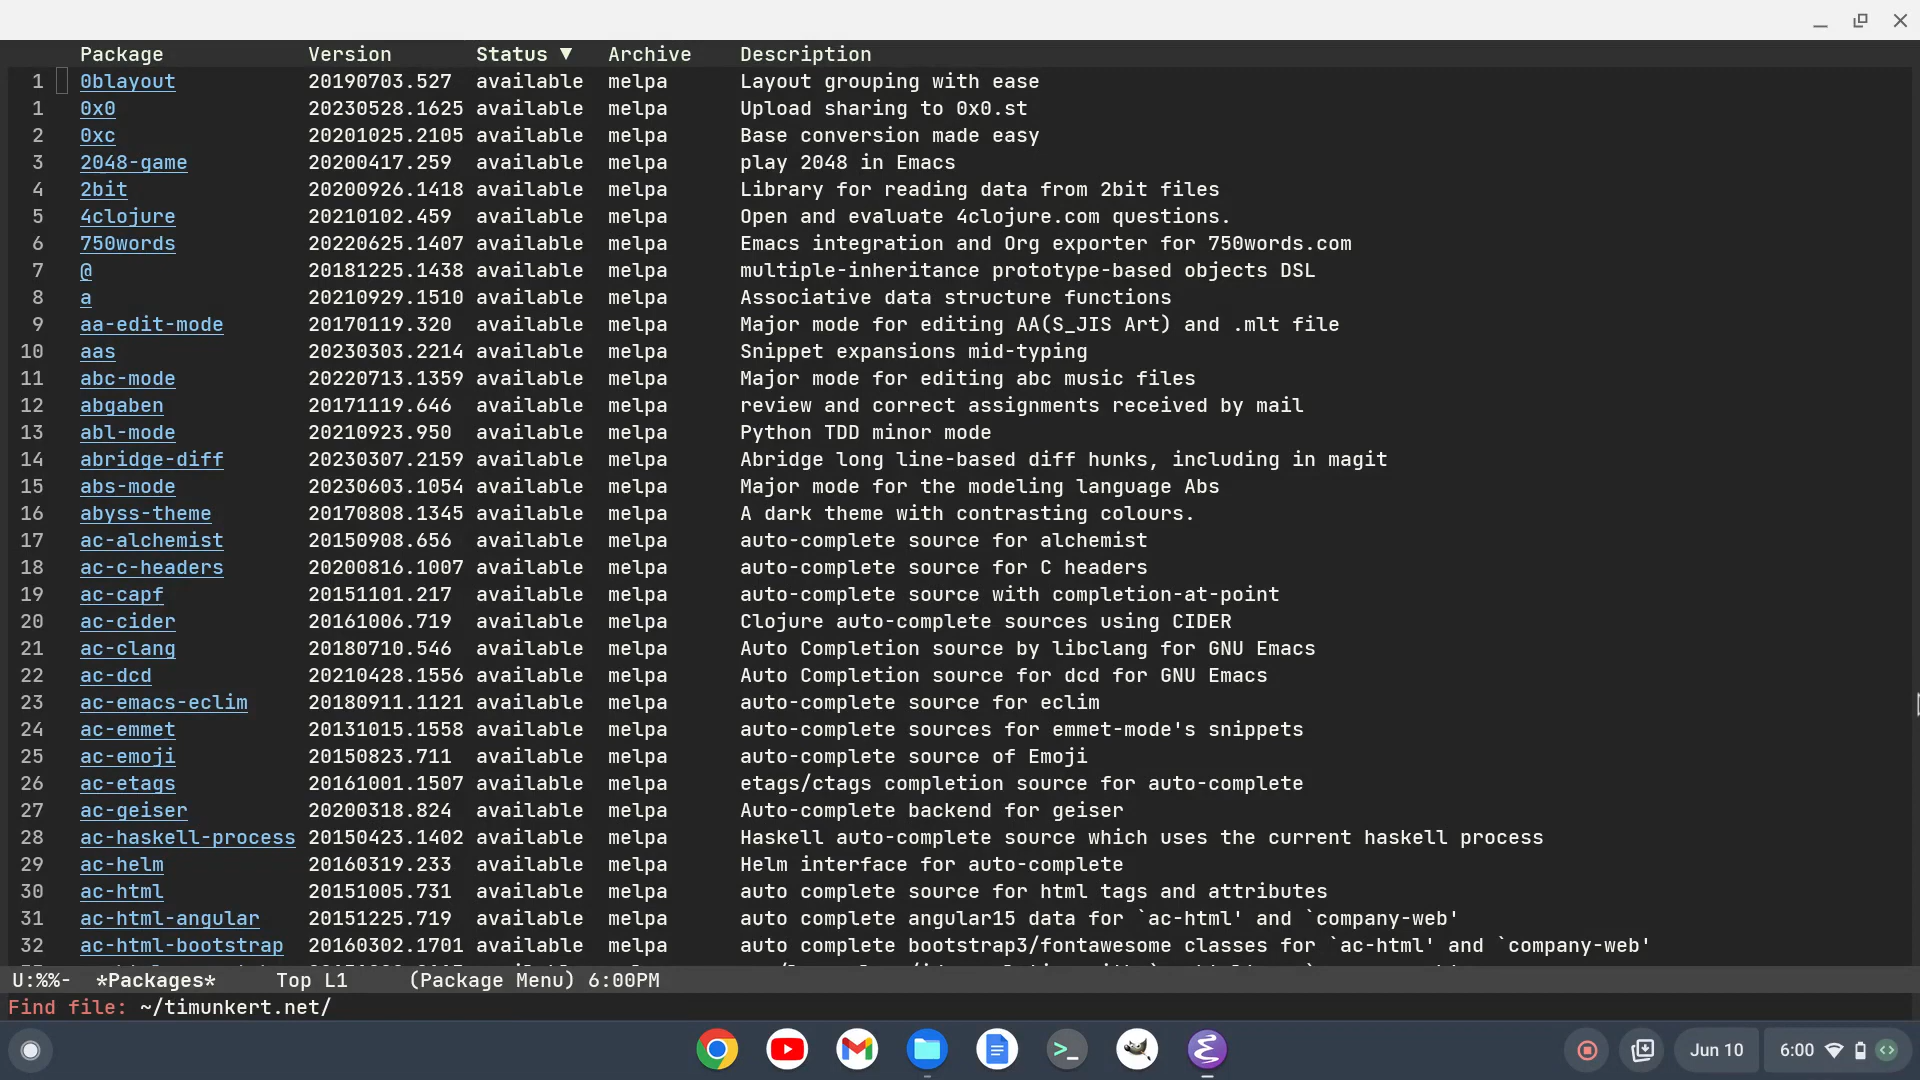 Package Version Status ▼ Archive Description
1 0blayout 20190703.527 available melpa Layout grouping with ease
1 0x0 20230528.1625 available melpa Upload sharing to 0x0.st
2 0xc 20201025.2105 available melpa Base conversion made easy
3 2048-game 20200417.259 available melpa play 2048 in Emacs
4 2bit 20200926.1418 available melpa Library for reading data from 2bit files
5 4clojure 20210102.459 available melpa Open and evaluate 4clojure.com questions.
6 750words 20220625.1407 available melpa Emacs integration and Org exporter for 750words.com
7 @ 20181225.1438 available melpa multiple-inheritance prototype-based objects DSL
8 a 20210929.1510 available melpa Associative data structure functions
9 aa-edit-mode 20170119.320 available melpa Major mode for editing AA(S_JIS Art) and .mlt file
10 aas 20230303.2214 available melpa Snippet expansions mid-typing
11 abc-mode 20220713.1359 available melpa Major mode for editing abc music files
12 abgaben 20171119.646 available melpa review and correct assignments received by mail
13 abl-mode 20210923.950 available melpa Python TDD minor mode
14 abridge-diff 20230307.2159 available melpa Abridge long line-based diff hunks, including in magit
15 abs-mode 20230603.1054 available melpa Major mode for the modeling language Abs
16 abyss-theme 20170808.1345 available melpa A dark theme with contrasting colours.
17 ac-alchemist 20150908.656 available melpa auto-complete source for alchemist
18 ac-c-headers 20200816.1007 available melpa auto-complete source for C headers
19 ac-capf 20151101.217 available melpa auto-complete source with completion-at-point
20 ac-cider 20161006.719 available melpa Clojure auto-complete sources using CIDER
21 ac-clang 20180710.546 available melpa Auto Completion source by libclang for GNU Emacs
22 ac-dcd 20210428.1556 available melpa Auto Completion source for dcd for GNU Emacs
23 ac-emacs-eclim 20180911.1121 available melpa auto-complete source for eclim
24 ac-emmet 20131015.1558 available melpa auto-complete sources for emmet-mode's snippets
25 ac-emoji 20150823.711 available melpa auto-complete source of Emoji
26 ac-etags 20161001.1507 available melpa etags/ctags completion source for auto-complete
27 ac-geiser 20200318.824 available melpa Auto-complete backend for geiser
28 ac-haskell-process 20150423.1402 available melpa Haskell auto-complete source which uses the current haskell process
29 ac-helm 20160319.233 available melpa Helm interface for auto-complete
30 ac-html 20151005.731 available melpa auto complete source for html tags and attributes
31 ac-html-angular 20151225.719 available melpa auto complete angular15 data for `ac-html' and `company-web'
32 ac-html-bootstrap 20160302.1701 available melpa auto complete bootstrap3/fontawesome classes for `ac-html' and `company-web'
U:%%- *Packages* Top L1 (Package Menu) 6:00PM
Find file: ~/timunkert.net/
Jun 10 6:00